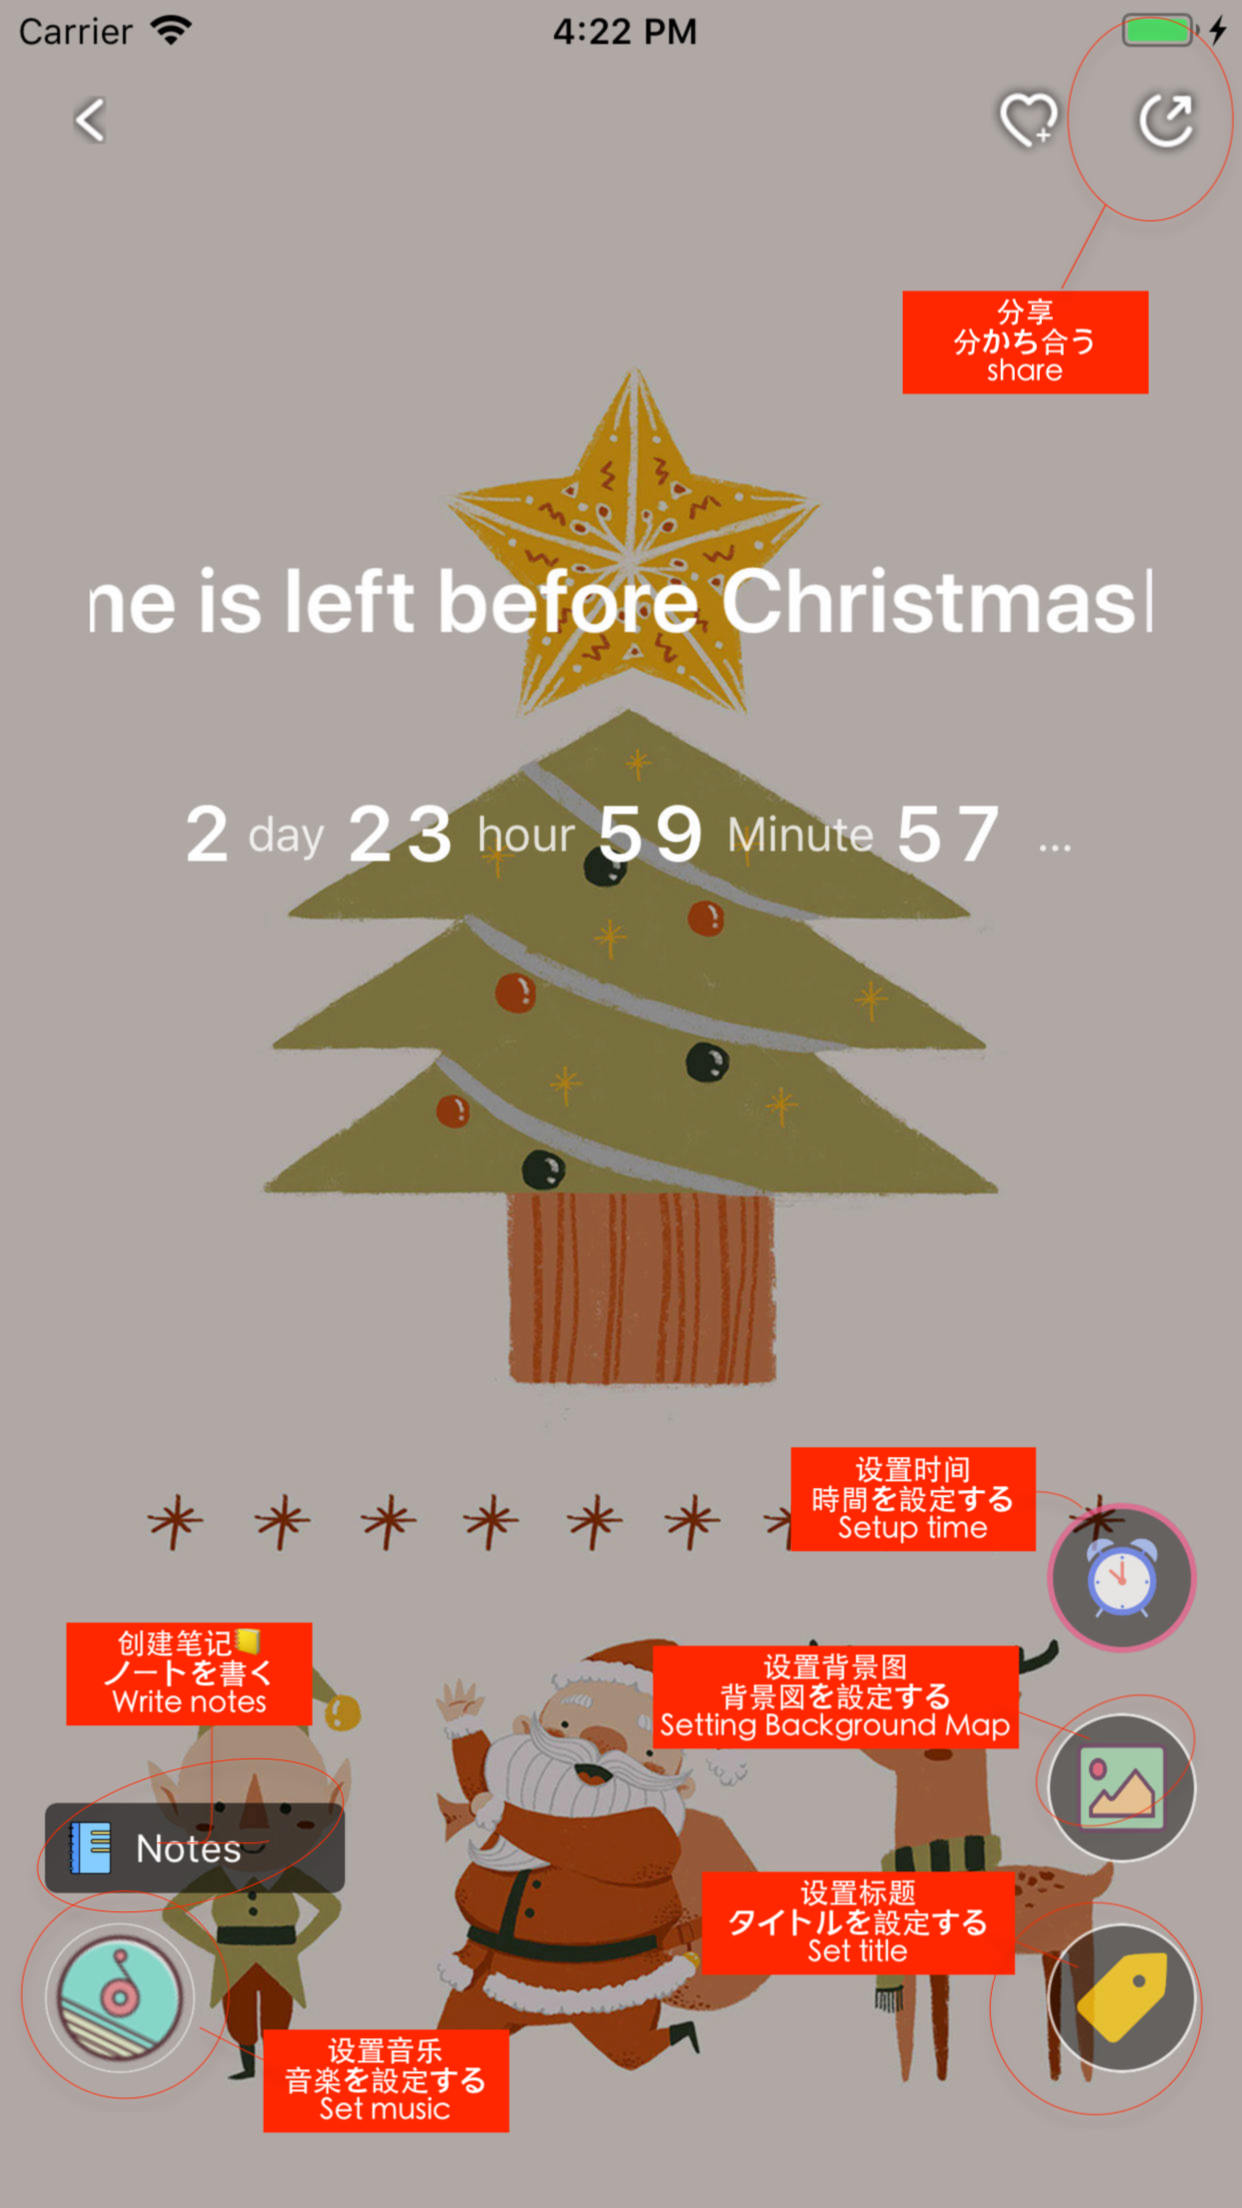 Carrier
4:22 PM
分享
分かち合う
share
is left before Christmas
2 day 23 hour 59 Minute 57 ...
设置时间
時間を設定する
Setup time
创建笔记
ノートを書く
Write notes
设置背景图
背景図を設定する
Setting Background Map
Notes
设置标题
タイトルを設定する
Set title
设置音乐
音楽を設定する
Set music